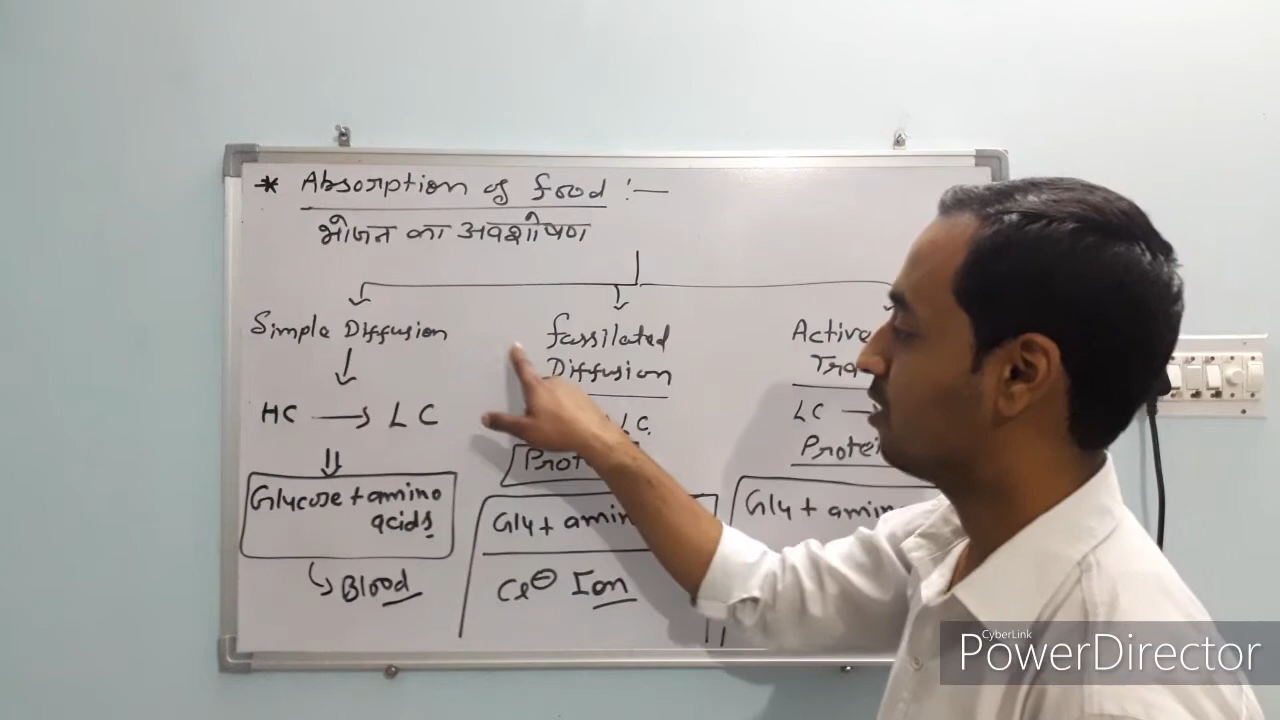 * Absorption of food :—
भोजन का अवशोषण
Simple Diffusion
HC → LC
Glucose + amino
acids
Blood
fassilated
Diffusion
LC
Gly + amin
Cl⊖ Ion
Active
LC →
Gly + amin
CyberLink
PowerDirector